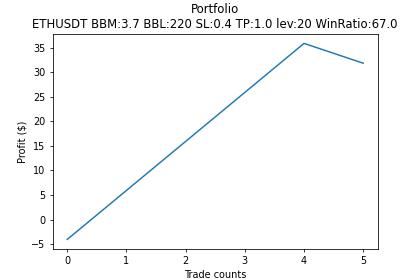 Portfolio
ETHUSDT BBM:3.7 BBL:220 SL:0.4 TP:1.0 lev:20 WinRatio:67.0
35
30
25
20
15
10
5
0
−5
Profit ($)
0 1 2 3 4 5
Trade counts